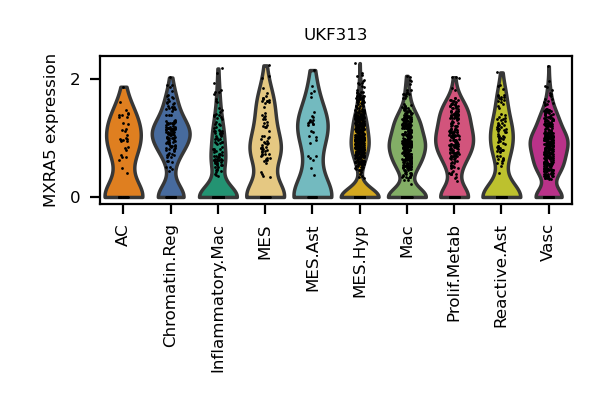 UKF313
MXRA5 expression
2
0
AC
Chromatin.Reg
Inflammatory.Mac
MES
MES.Ast
MES.Hyp
Mac
Prolif.Metab
Reactive.Ast
Vasc